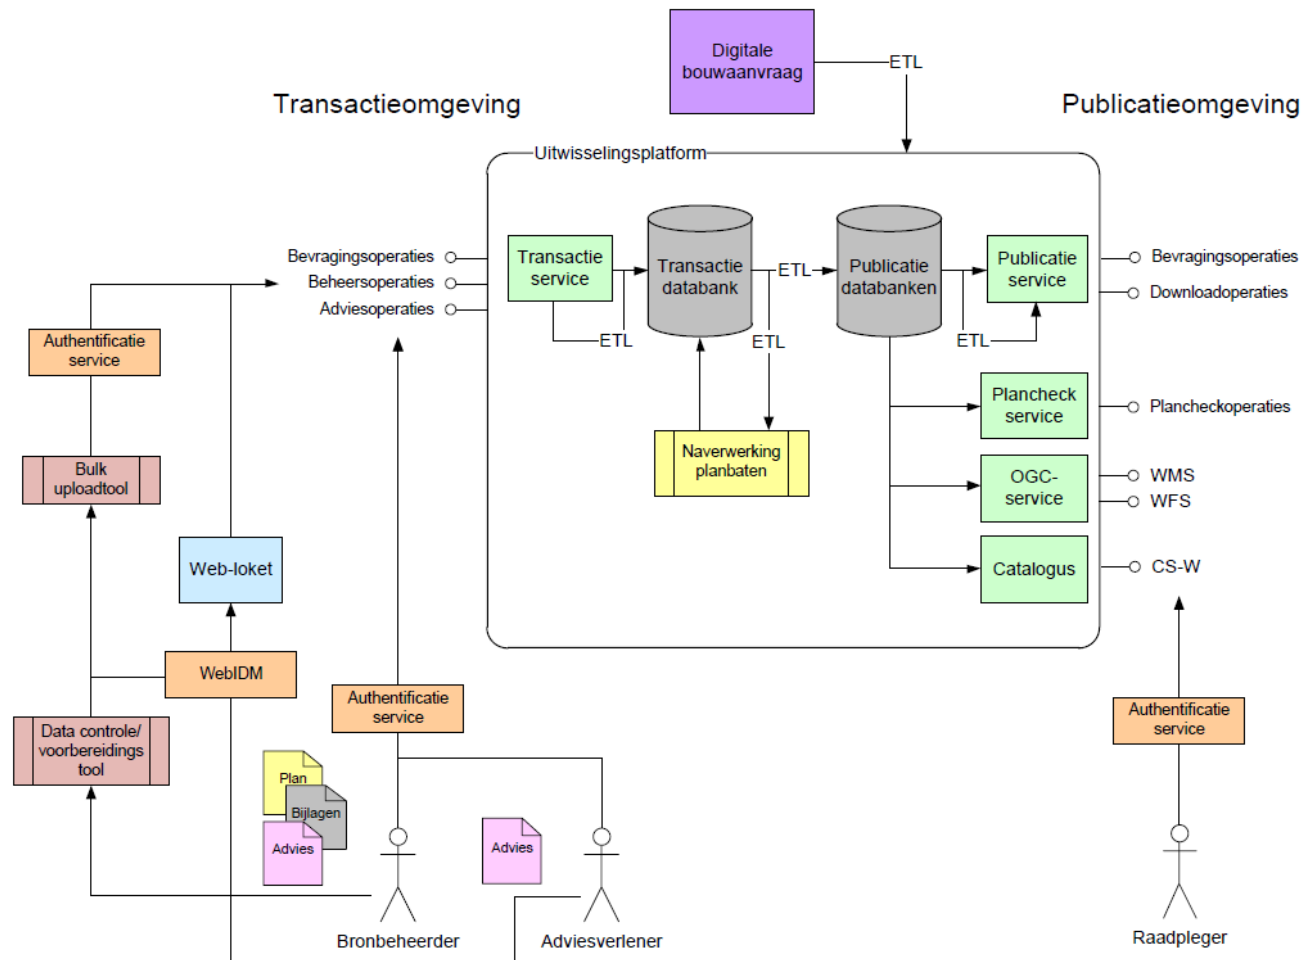 Digitale
bouwaanvraag
ETL
Transactieomgeving
Publicatieomgeving
Uitwisselingsplatform
Bevragingsoperaties
Beheersoperaties
Adviesoperaties
Transactie
service
ETL
Transactie
databank
ETL
ETL
Publicatie
databanken
ETL
Publicatie
service
Bevragingsoperaties
Downloadoperaties
Authentificatie
service
Plancheck
service
Plancheckoperaties
Naverwerking
planbaten
Bulk
uploadtool
OGC-
service
WMS
WFS
Web-loket
Catalogus
CS-W
WebIDM
Authentificatie
service
Authentificatie
service
Data controle/
voorbereidings
tool
Plan
Bijlagen
Advies
Advies
Bronbeheerder
Adviesverlener
Raadpleger